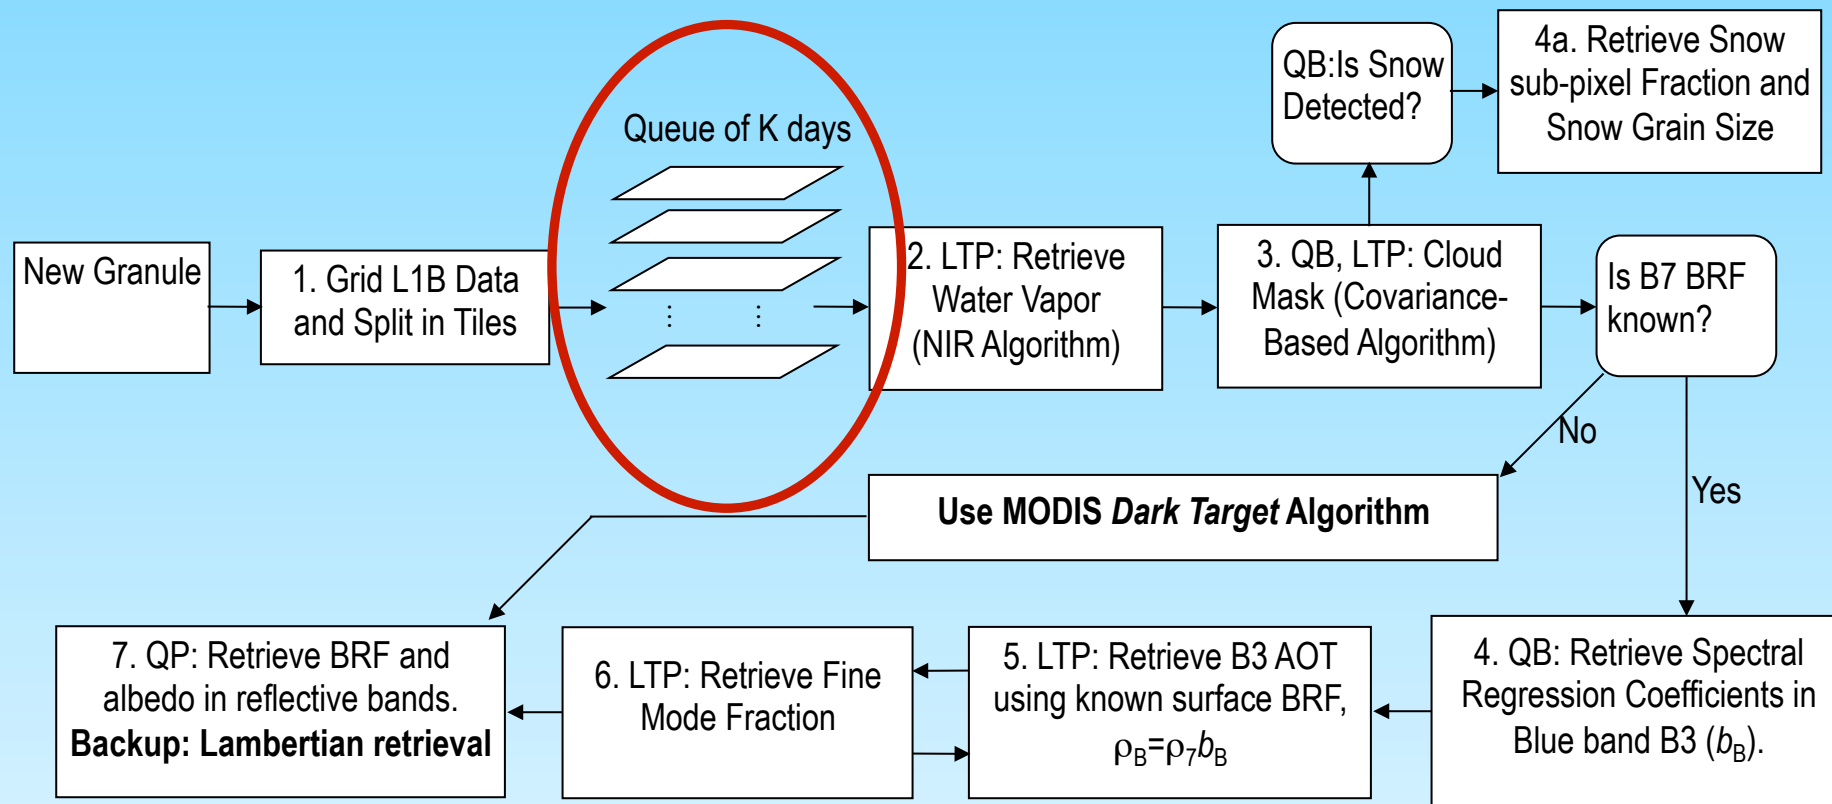 New Granule
1. Grid L1B Data
and Split in Tiles
Queue of K days
2. LTP: Retrieve
Water Vapor
(NIR Algorithm)
3. QB, LTP: Cloud
Mask (Covariance-
Based Algorithm)
QB:Is Snow
Detected?
4a. Retrieve Snow
sub-pixel Fraction and
Snow Grain Size
Is B7 BRF
known?
No
Yes
Use MODIS Dark Target Algorithm
4. QB: Retrieve Spectral
Regression Coefficients in
Blue band B3 (b_B).
5. LTP: Retrieve B3 AOT
using known surface BRF,
ρ_B=ρ_7b_B
6. LTP: Retrieve Fine
Mode Fraction
7. QP: Retrieve BRF and
albedo in reflective bands.
Backup: Lambertian retrieval